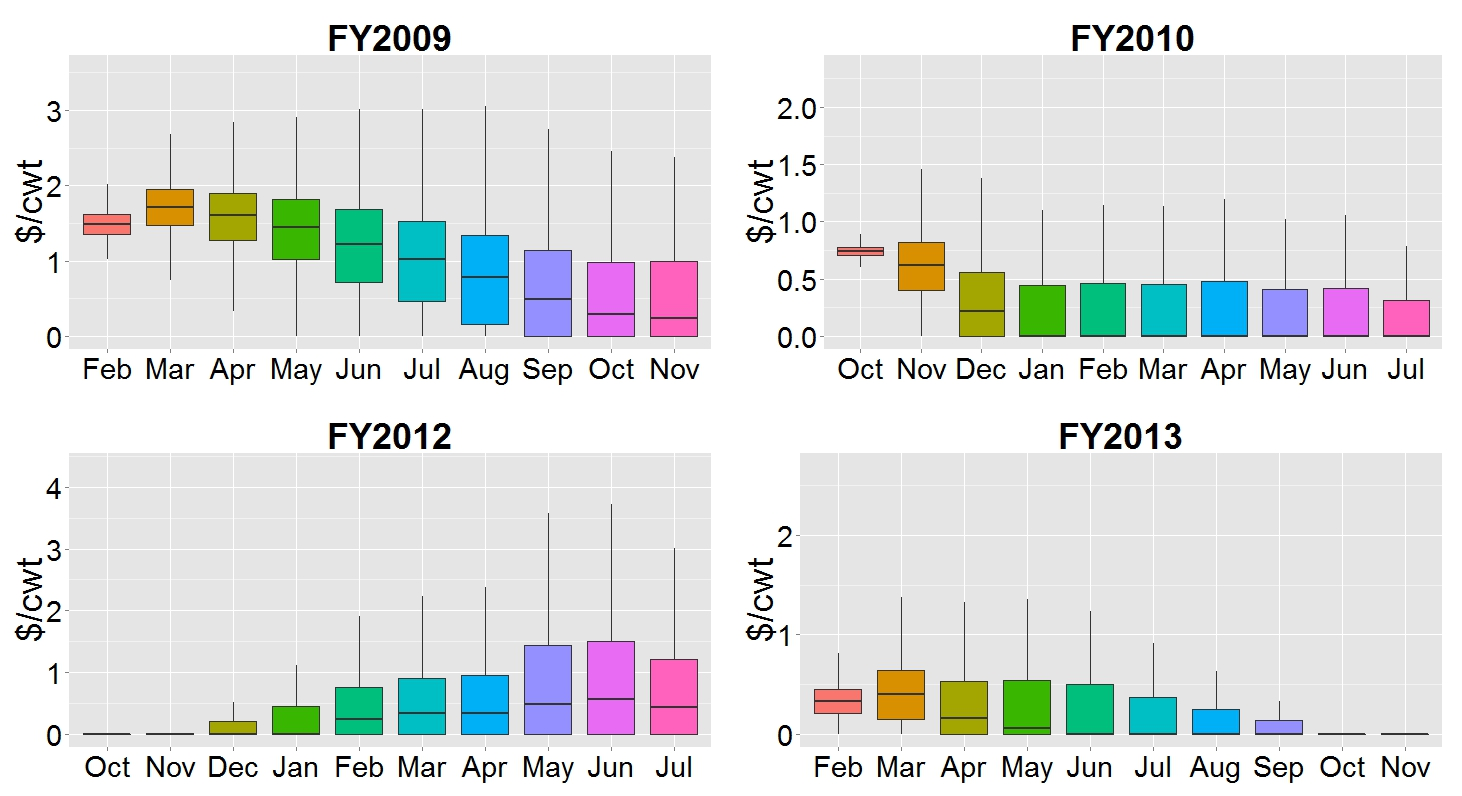 FY2009
$/cwt
3
2
1
0
Feb Mar Apr May Jun Jul Aug Sep Oct Nov
FY2010
$/cwt
2.0
1.5
1.0
0.5
0.0
Oct Nov Dec Jan Feb Mar Apr May Jun Jul
FY2012
$/cwt
4
3
2
1
0
Oct Nov Dec Jan Feb Mar Apr May Jun Jul
FY2013
$/cwt
2
1
0
Feb Mar Apr May Jun Jul Aug Sep Oct Nov